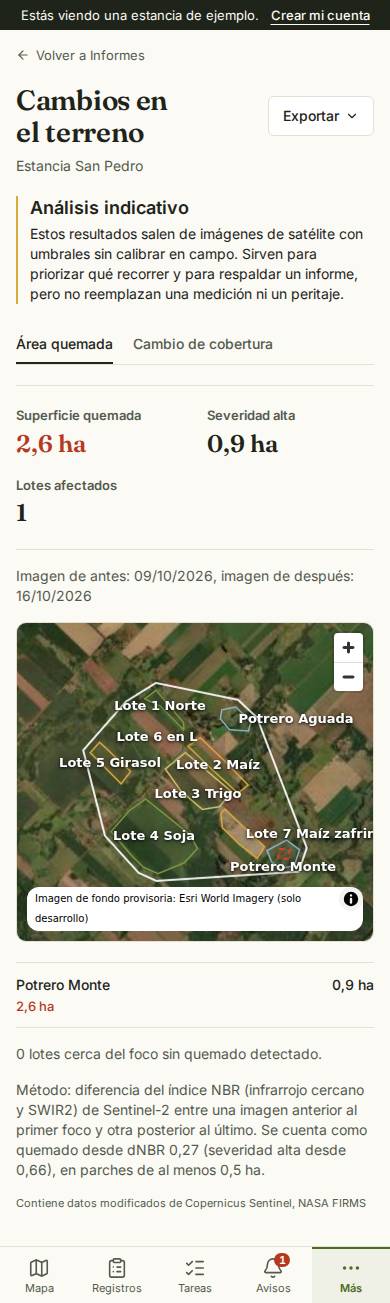 Estás viendo una estancia de ejemplo. Crear mi cuenta
← Volver a Informes
Cambios en
el terreno
Exportar
Estancia San Pedro
Análisis indicativo
Estos resultados salen de imágenes de satélite con
umbrales sin calibrar en campo. Sirven para
priorizar qué recorrer y para respaldar un informe,
pero no reemplazan una medición ni un peritaje.
Área quemada Cambio de cobertura
Superficie quemada Severidad alta
2,6 ha 0,9 ha
Lotes afectados
1
Imagen de antes: 09/10/2026, imagen de después:
16/10/2026
Lote 1 Norte
Potrero Aguada
Lote 6 en L
Lote 5 Girasol
Lote 2 Maíz
Lote 3 Trigo
Lote 4 Soja
Lote 7 Maíz zafrir
Potrero Monte
Imagen de fondo provisoria: Esri World Imagery (solo
desarrollo)
Potrero Monte 0,9 ha
2,6 ha
0 lotes cerca del foco sin quemado detectado.
Método: diferencia del índice NBR (infrarrojo cercano
y SWIR2) de Sentinel-2 entre una imagen anterior al
primer foco y otra posterior al último. Se cuenta como
quemado desde dNBR 0,27 (severidad alta desde
0,66), en parches de al menos 0,5 ha.
Contiene datos modificados de Copernicus Sentinel, NASA FIRMS
1
Mapa Registros Tareas Avisos Más